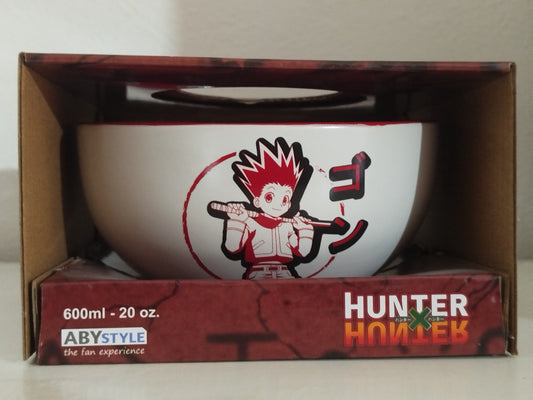 ゴン
600ml - 20 oz.
ABYSTYLE
the fan experience
HUNTER
ハンター×ハンター
HUNTER